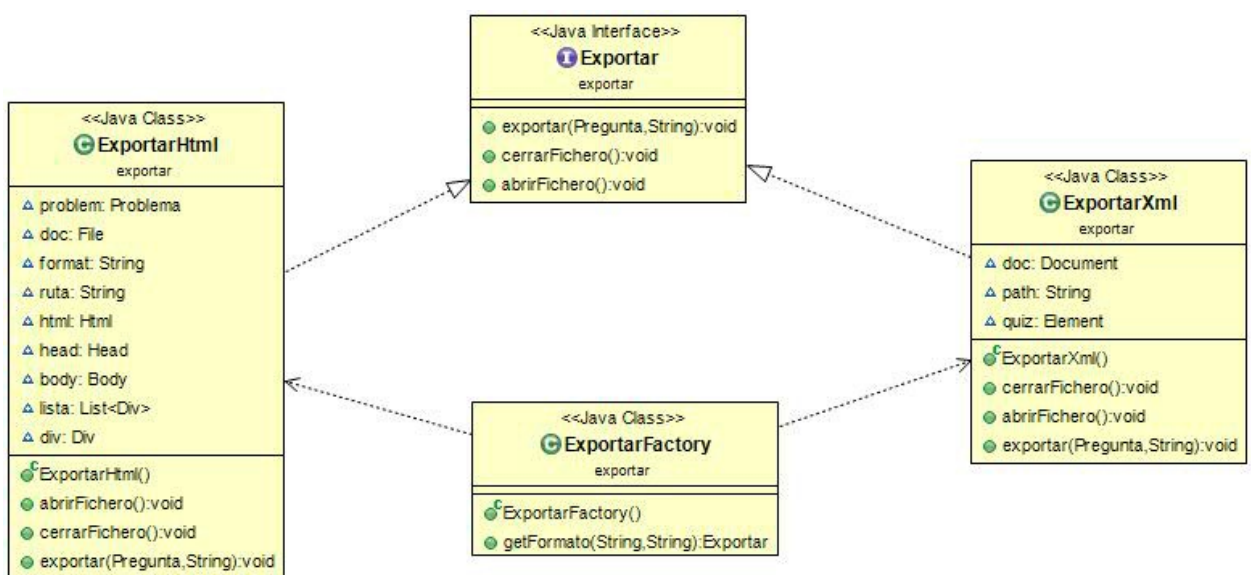 <<Java Interface>>
Exportar
exportar
exportar(Pregunta,String):void
cerrarFichero():void
abrirFichero():void
<<Java Class>>
ExportarHtml
exportar
problem: Problema
doc: File
format: String
ruta: String
html: Html
head: Head
body: Body
lista: List<Div>
div: Div
ExportarHtml()
abrirFichero():void
cerrarFichero():void
exportar(Pregunta,String):void
<<Java Class>>
ExportarXml
exportar
doc: Document
path: String
quiz: Element
ExportarXml()
cerrarFichero():void
abrirFichero():void
exportar(Pregunta,String):void
<<Java Class>>
ExportarFactory
exportar
ExportarFactory()
getFormato(String,String):Exportar